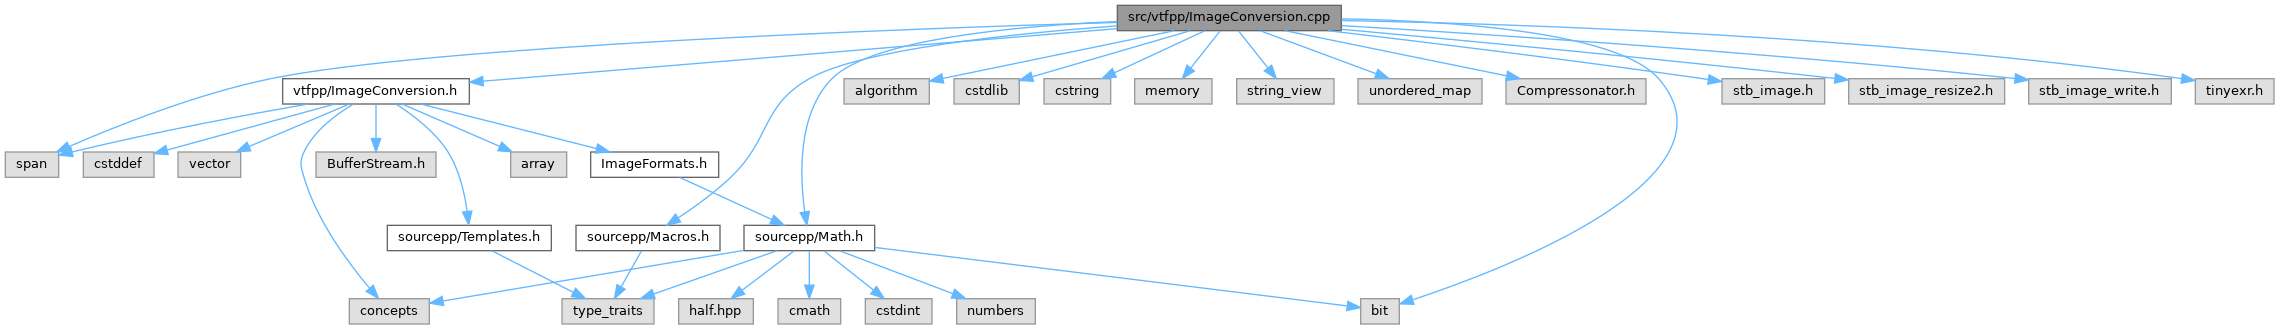 src/vtfpp/ImageConversion.cpp
vtfpp/ImageConversion.h
algorithm
cstdlib
cstring
memory
string_view
unordered_map
Compressonator.h
stb_image.h
stb_image_resize2.h
stb_image_write.h
tinyexr.h
span
cstddef
vector
BufferStream.h
array
ImageFormats.h
sourcepp/Templates.h
sourcepp/Macros.h
sourcepp/Math.h
concepts
type_traits
half.hpp
cmath
cstdint
numbers
bit